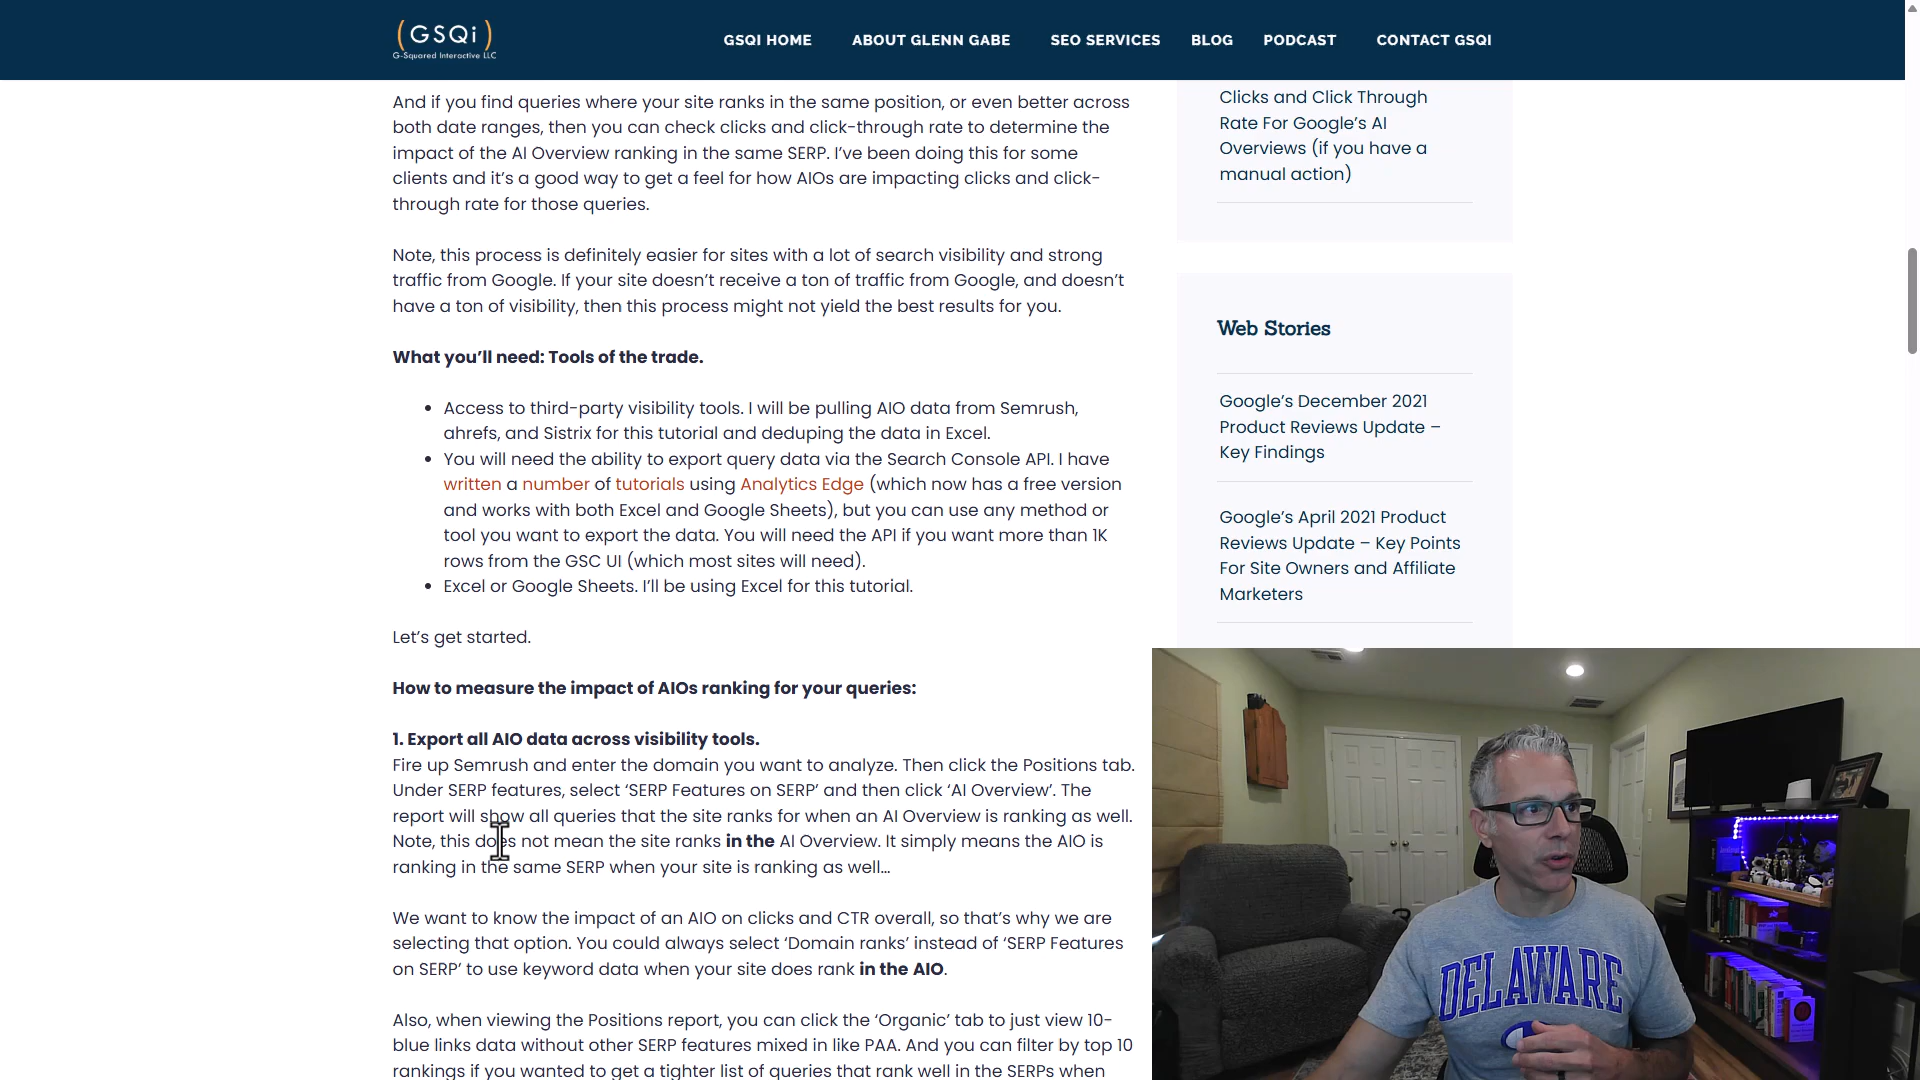 (GSQi)
G-Squared Interactive LLC
GSQI HOME
ABOUT GLENN GABE
SEO SERVICES
BLOG
PODCAST
CONTACT GSQI
And if you find queries where your site ranks in the same position, or even better across
both date ranges, then you can check clicks and click-through rate to determine the
impact of the AI Overview ranking in the same SERP. I’ve been doing this for some
clients and it’s a good way to get a feel for how AIOs are impacting clicks and click-
through rate for those queries.
Note, this process is definitely easier for sites with a lot of search visibility and strong
traffic from Google. If your site doesn’t receive a ton of traffic from Google, and doesn’t
have a ton of visibility, then this process might not yield the best results for you.
What you’ll need: Tools of the trade.
• Access to third-party visibility tools. I will be pulling AIO data from Semrush,
ahrefs, and Sistrix for this tutorial and deduping the data in Excel.
• You will need the ability to export query data via the Search Console API. I have
written a number of tutorials using Analytics Edge (which now has a free version
and works with both Excel and Google Sheets), but you can use any method or
tool you want to export the data. You will need the API if you want more than 1K
rows from the GSC UI (which most sites will need).
• Excel or Google Sheets. I’ll be using Excel for this tutorial.
Let’s get started.
How to measure the impact of AIOs ranking for your queries:
1. Export all AIO data across visibility tools.
Fire up Semrush and enter the domain you want to analyze. Then click the Positions tab.
Under SERP features, select ‘SERP Features on SERP’ and then click ‘AI Overview’. The
report will show all queries that the site ranks for when an AI Overview is ranking as well.
Note, this does not mean the site ranks in the AI Overview. It simply means the AIO is
ranking in the same SERP when your site is ranking as well…
We want to know the impact of an AIO on clicks and CTR overall, so that’s why we are
selecting that option. You could always select ‘Domain ranks’ instead of ‘SERP Features
on SERP’ to use keyword data when your site does rank in the AIO.
Also, when viewing the Positions report, you can click the ‘Organic’ tab to just view 10-
blue links data without other SERP features mixed in like PAA. And you can filter by top 10
rankings if you wanted to get a tighter list of queries that rank well in the SERPs when
Clicks and Click Through
Rate For Google’s AI
Overviews (if you have a
manual action)
Web Stories
Google’s December 2021
Product Reviews Update –
Key Findings
Google’s April 2021 Product
Reviews Update – Key Points
For Site Owners and Affiliate
Marketers
DELAWARE